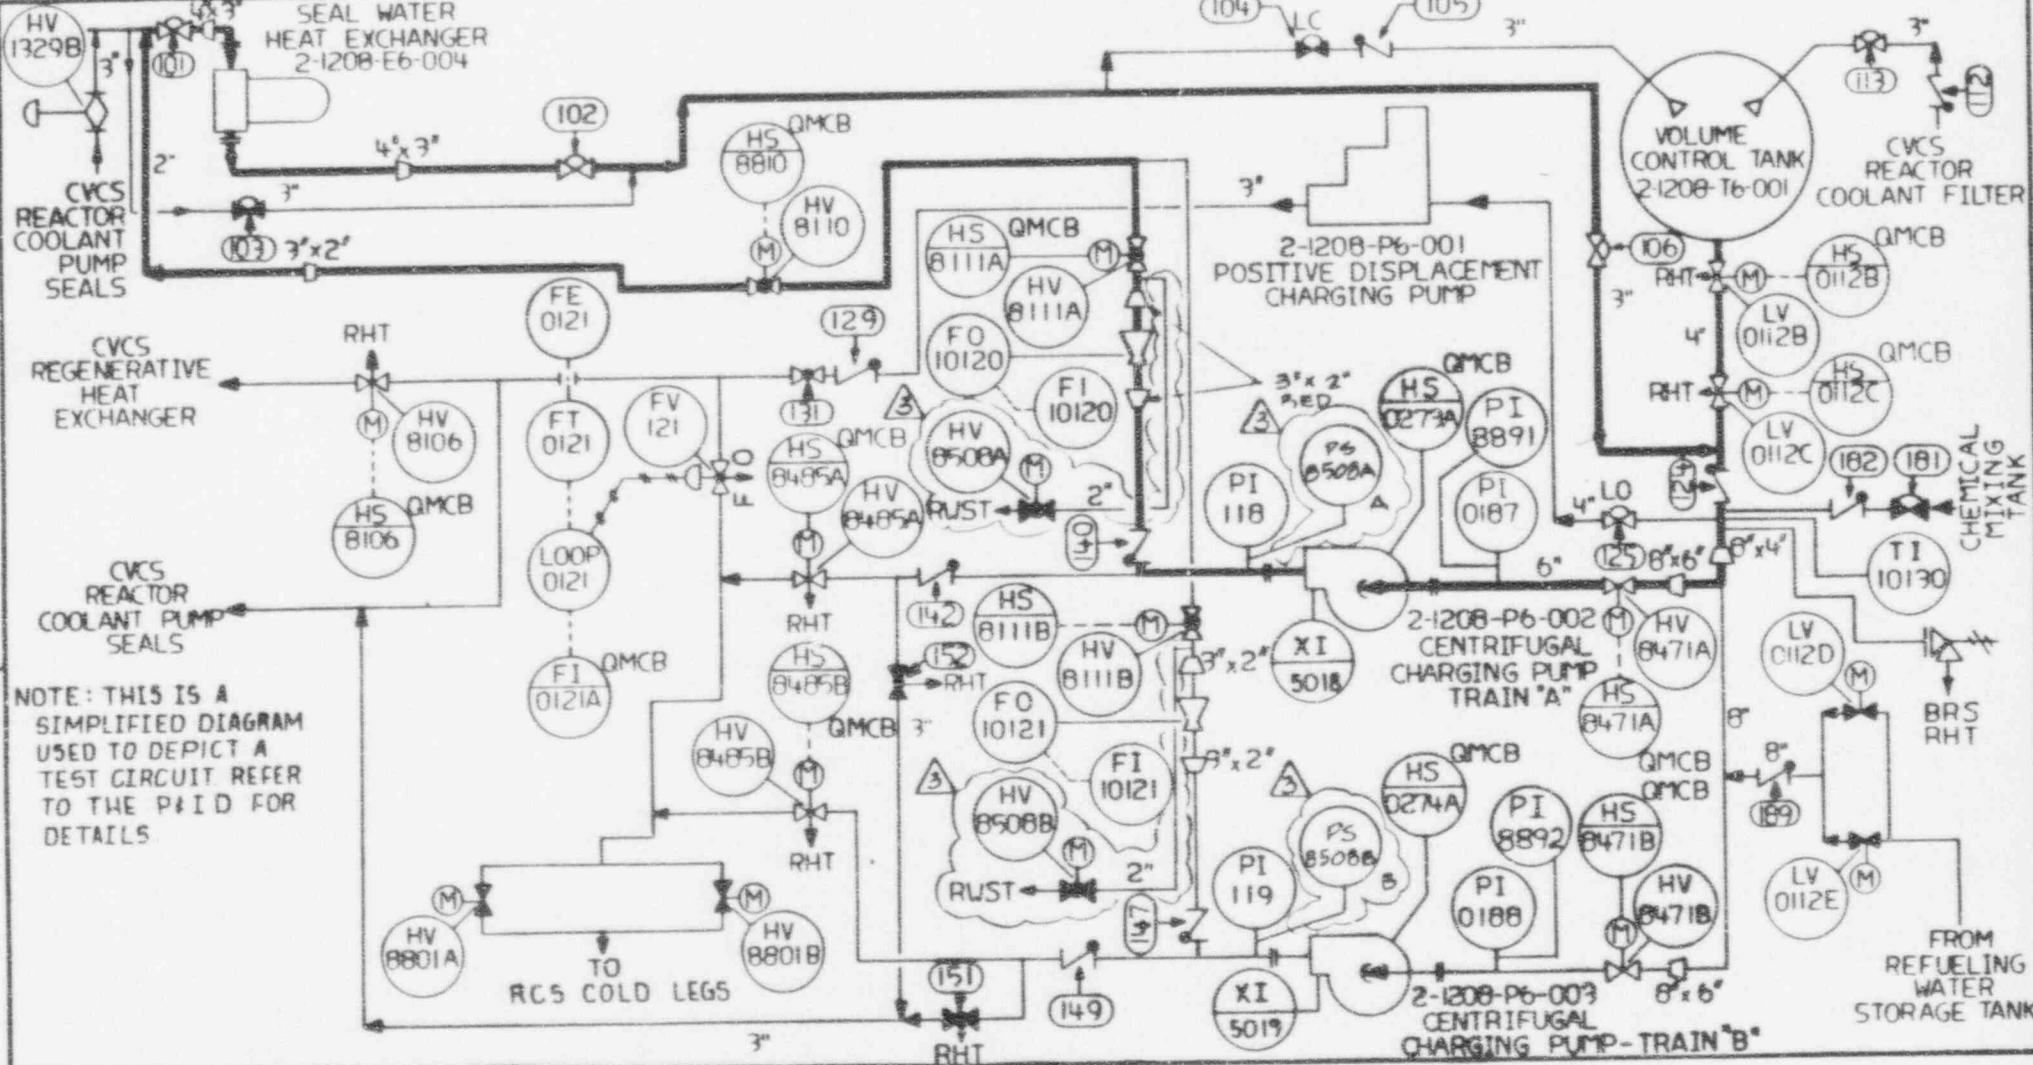 HV
1329B
4"x3"
SEAL WATER
HEAT EXCHANGER
2-1208-E6-004
101
3"
2"
CVCS
REACTOR
COOLANT
PUMP
SEALS
3"
103
3"x2"
4"x3"
102
HS
8810
QMCB
HV
8110
M
104
LC
105
3"
113
3"
112
VOLUME
CONTROL TANK
2-1208-T6-001
CVCS
REACTOR
COOLANT FILTER
3"
2-1208-P6-001
POSITIVE DISPLACEMENT
CHARGING PUMP
HS
8111A
QMCB
M
HV
8111A
FO
10120
FI
10120
3
HV
8508A
M
RWST
2"
140
3"x2"
RED
106
3"
RHT
M
HS
0112B
QMCB
LV
0112B
4"
RHT
M
HS
0112C
QMCB
LV
0112C
124
182
181
CHEMICAL
MIXING
TANK
4"
LO
125
8"x6"
8"x4"
TI
10130
CVCS
REGENERATIVE
HEAT
EXCHANGER
RHT
M
HV
8106
HS
8106
QMCB
FE
0121
FT
0121
FV
121
FO
LOOP
0121
FI
0121A
QMCB
129
131
HS
8485A
QMCB
HV
8485A
M
RHT
142
3
PS
8508A
A
PI
118
HS
0273A
QMCB
PI
8891
PI
0187
6"
XI
5018
2-1208-P6-002
CENTRIFUGAL
CHARGING PUMP
TRAIN "A"
M
HV
8471A
HS
8471A
QMCB
LV
0112D
M
BRS
RHT
8"
8"
189
LV
0112E
M
FROM
REFUELING
WATER
STORAGE TANK
CVCS
REACTOR
COOLANT PUMP
SEALS
NOTE: THIS IS A
SIMPLIFIED DIAGRAM
USED TO DEPICT A
TEST CIRCUIT REFER
TO THE P&ID FOR
DETAILS
HS
8485B
QMCB
HV
8485B
M
RHT
152
RHT
3"
HS
8111B
M
HV
8111B
3"x2"
FO
10121
FI
10121
3"x2"
3
HV
8508B
M
RWST
2"
147
3
PS
8508B
B
PI
119
HS
0274A
QMCB
PI
8892
PI
0188
HS
8471B
QMCB
M
HV
8471B
8"x6"
XI
5019
2-1208-P6-003
CENTRIFUGAL
CHARGING PUMP-TRAIN "B"
M
HV
8801A
M
HV
8801B
TO
RCS COLD LEGS
151
RHT
149
3"